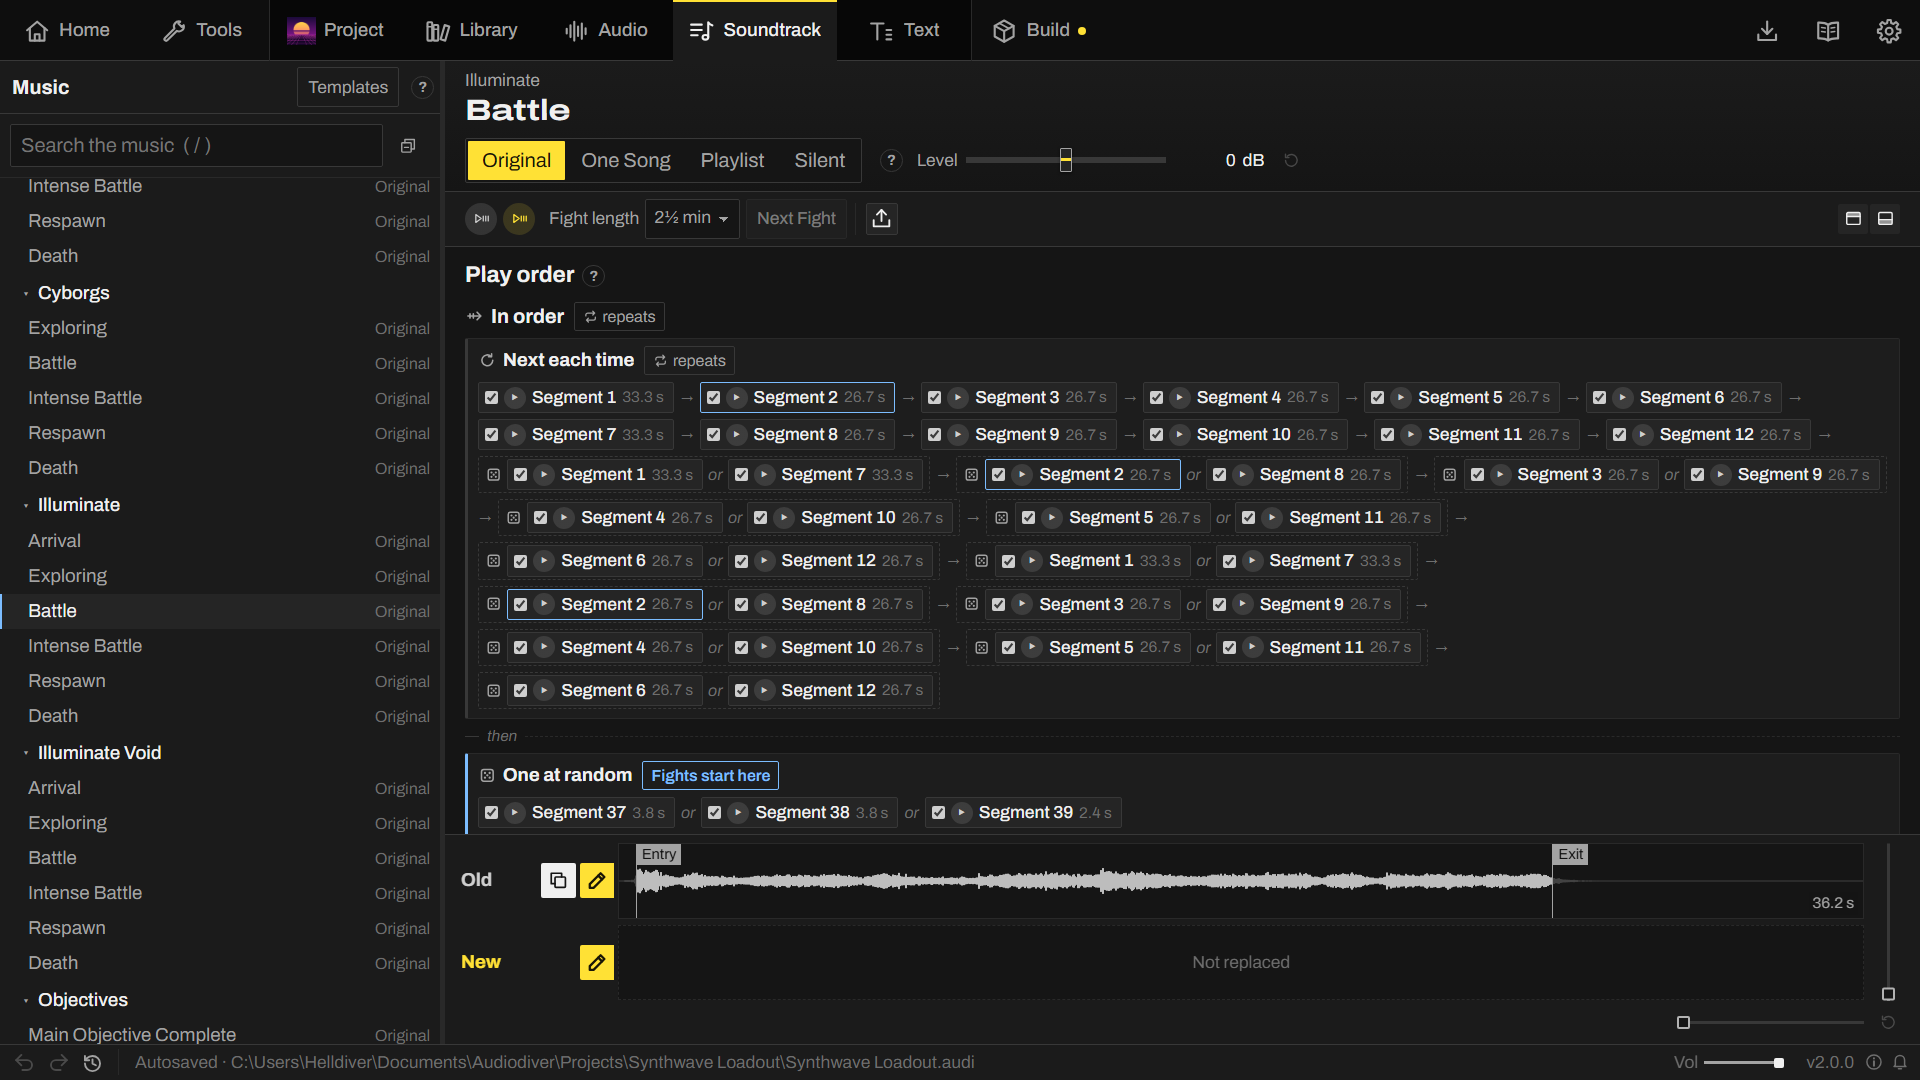 Home
Tools
Project
Library
Audio
Soundtrack
Text
Build
Music
Templates
?
Search the music ( / )
Intense Battle Original
Respawn Original
Death Original
Cyborgs
Exploring Original
Battle Original
Intense Battle Original
Respawn Original
Death Original
Illuminate
Arrival Original
Exploring Original
Battle Original
Intense Battle Original
Respawn Original
Death Original
Illuminate Void
Arrival Original
Exploring Original
Battle Original
Intense Battle Original
Respawn Original
Death Original
Objectives
Main Objective Complete Original
Illuminate
Battle
Original One Song Playlist Silent ? Level 0 dB
Fight length 2½ min Next Fight
Play order ?
In order repeats
Next each time repeats
Segment 1 33.3 s → Segment 2 26.7 s → Segment 3 26.7 s → Segment 4 26.7 s → Segment 5 26.7 s → Segment 6 26.7 s →
Segment 7 33.3 s → Segment 8 26.7 s → Segment 9 26.7 s → Segment 10 26.7 s → Segment 11 26.7 s → Segment 12 26.7 s →
Segment 1 33.3 s or Segment 7 33.3 s → Segment 2 26.7 s or Segment 8 26.7 s → Segment 3 26.7 s or Segment 9 26.7 s
→ Segment 4 26.7 s or Segment 10 26.7 s → Segment 5 26.7 s or Segment 11 26.7 s →
Segment 6 26.7 s or Segment 12 26.7 s → Segment 1 33.3 s or Segment 7 33.3 s →
Segment 2 26.7 s or Segment 8 26.7 s → Segment 3 26.7 s or Segment 9 26.7 s →
Segment 4 26.7 s or Segment 10 26.7 s → Segment 5 26.7 s or Segment 11 26.7 s →
Segment 6 26.7 s or Segment 12 26.7 s
then
One at random Fights start here
Segment 37 3.8 s or Segment 38 3.8 s or Segment 39 2.4 s
Old
Entry
Exit
36.2 s
New
Not replaced
Autosaved · C:\Users\Helldiver\Documents\Audiodiver\Projects\Synthwave Loadout\Synthwave Loadout.audi
Vol
v2.0.0